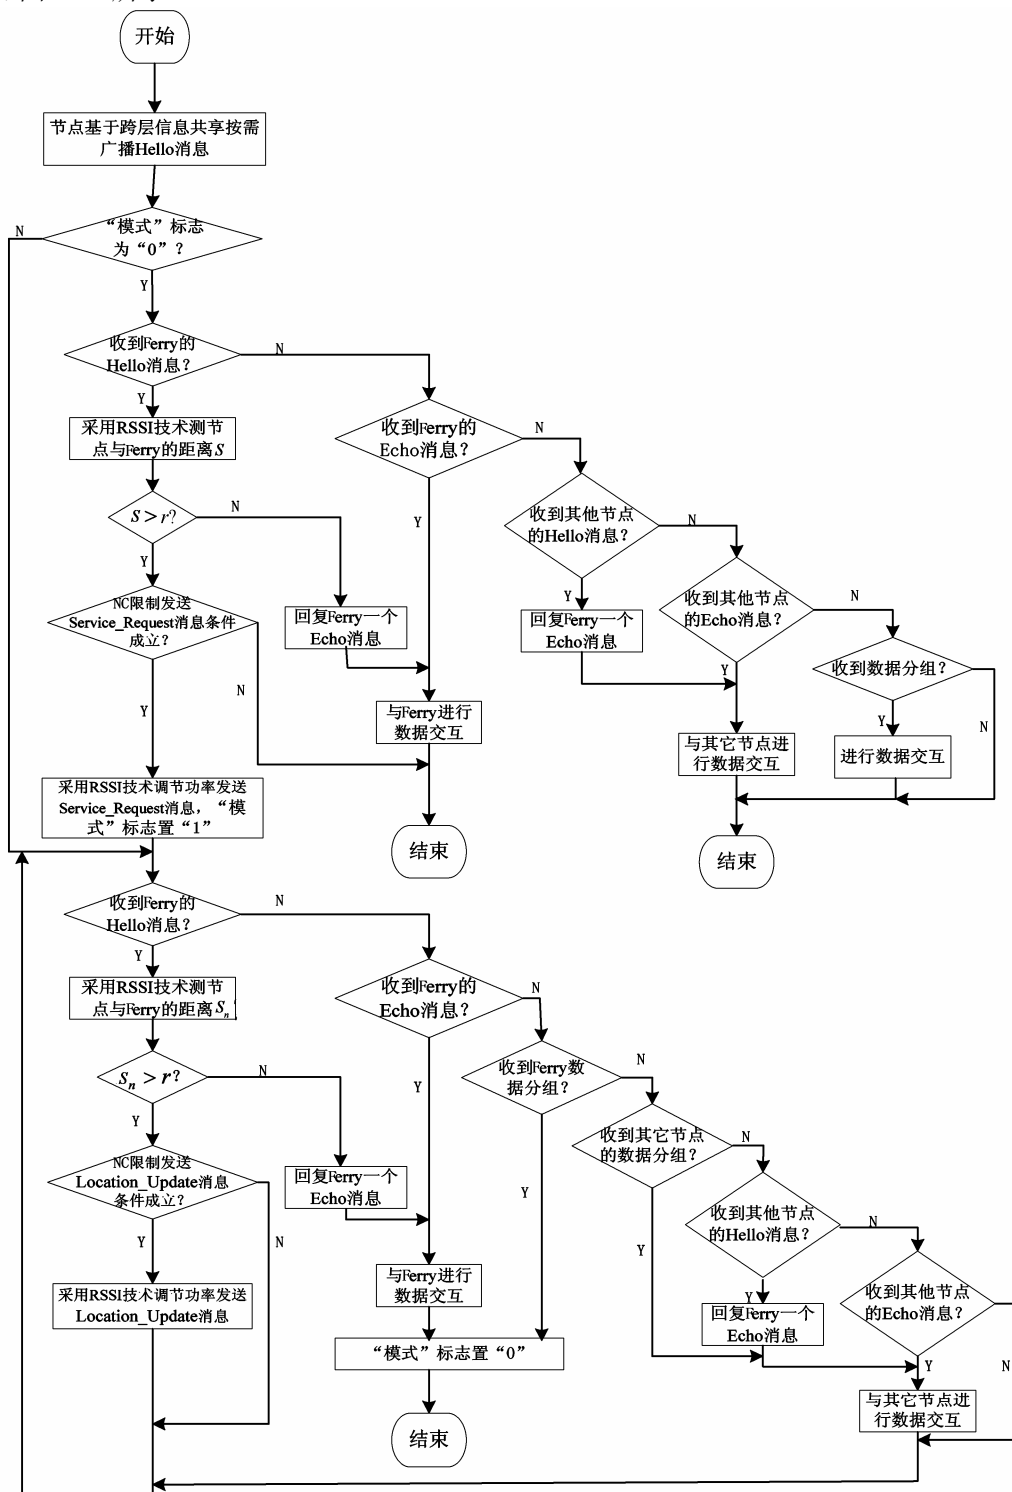 开始
节点基于跨层信息共享按需
广播Hello消息
“模式”标志
为“0”？
N
Y
收到Ferry的
Hello消息？
N
Y
采用RSSI技术测节
点与Ferry的距离S
收到Ferry的
Echo消息？
N
Y
S＞r?
N
Y
收到其他节点
的Hello消息？
N
Y
NC限制发送
Service_Request消息条件
成立？
N
Y
回复Ferry一个
Echo消息
回复Ferry一个
Echo消息
收到其他节点
的Echo消息？
N
Y
收到数据分组？
Y
N
与Ferry进行
数据交互
与其它节点进
行数据交互
进行数据交互
采用RSSI技术调节功率发送
Service_Request消息，“模
式”标志置“1”
结束
结束
收到Ferry的
Hello消息？
N
Y
采用RSSI技术测节
点与Ferry的距离Sn
收到Ferry的
Echo消息？
N
Y
Sn＞r？
N
Y
收到Ferry数
据分组？
N
Y
收到其它节点
的数据分组？
N
Y
NC限制发送
Location_Update消息
条件成立？
Y
N
回复Ferry一个
Echo消息
收到其他节点
的Hello消息？
N
Y
收到其他节点
的Echo消息？
Y
N
与Ferry进行
数据交互
采用RSSI技术调节功率发送
Location_Update消息
回复Ferry一个
Echo消息
“模式”标志置“0”
与其它节点进
行数据交互
结束